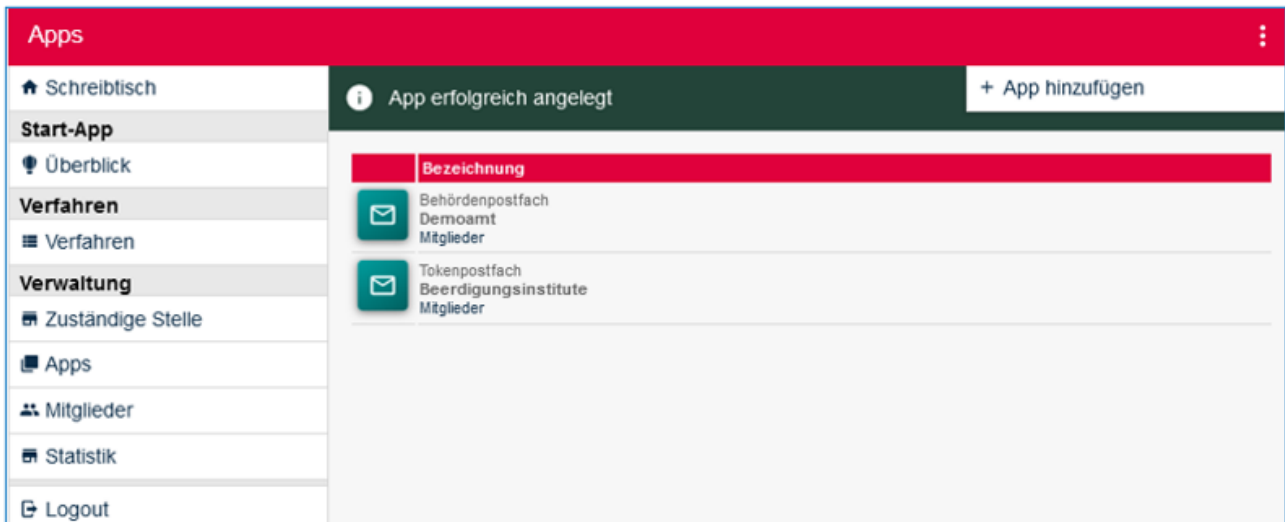 Apps
Schreibtisch
Start-App
Überblick
Verfahren
Verfahren
Verwaltung
Zuständige Stelle
Apps
Mitglieder
Statistik
Logout
App erfolgreich angelegt
+ App hinzufügen
Bezeichnung
Behördenpostfach
Demoamt
Mitglieder
Tokenpostfach
Beerdigungsinstitute
Mitglieder